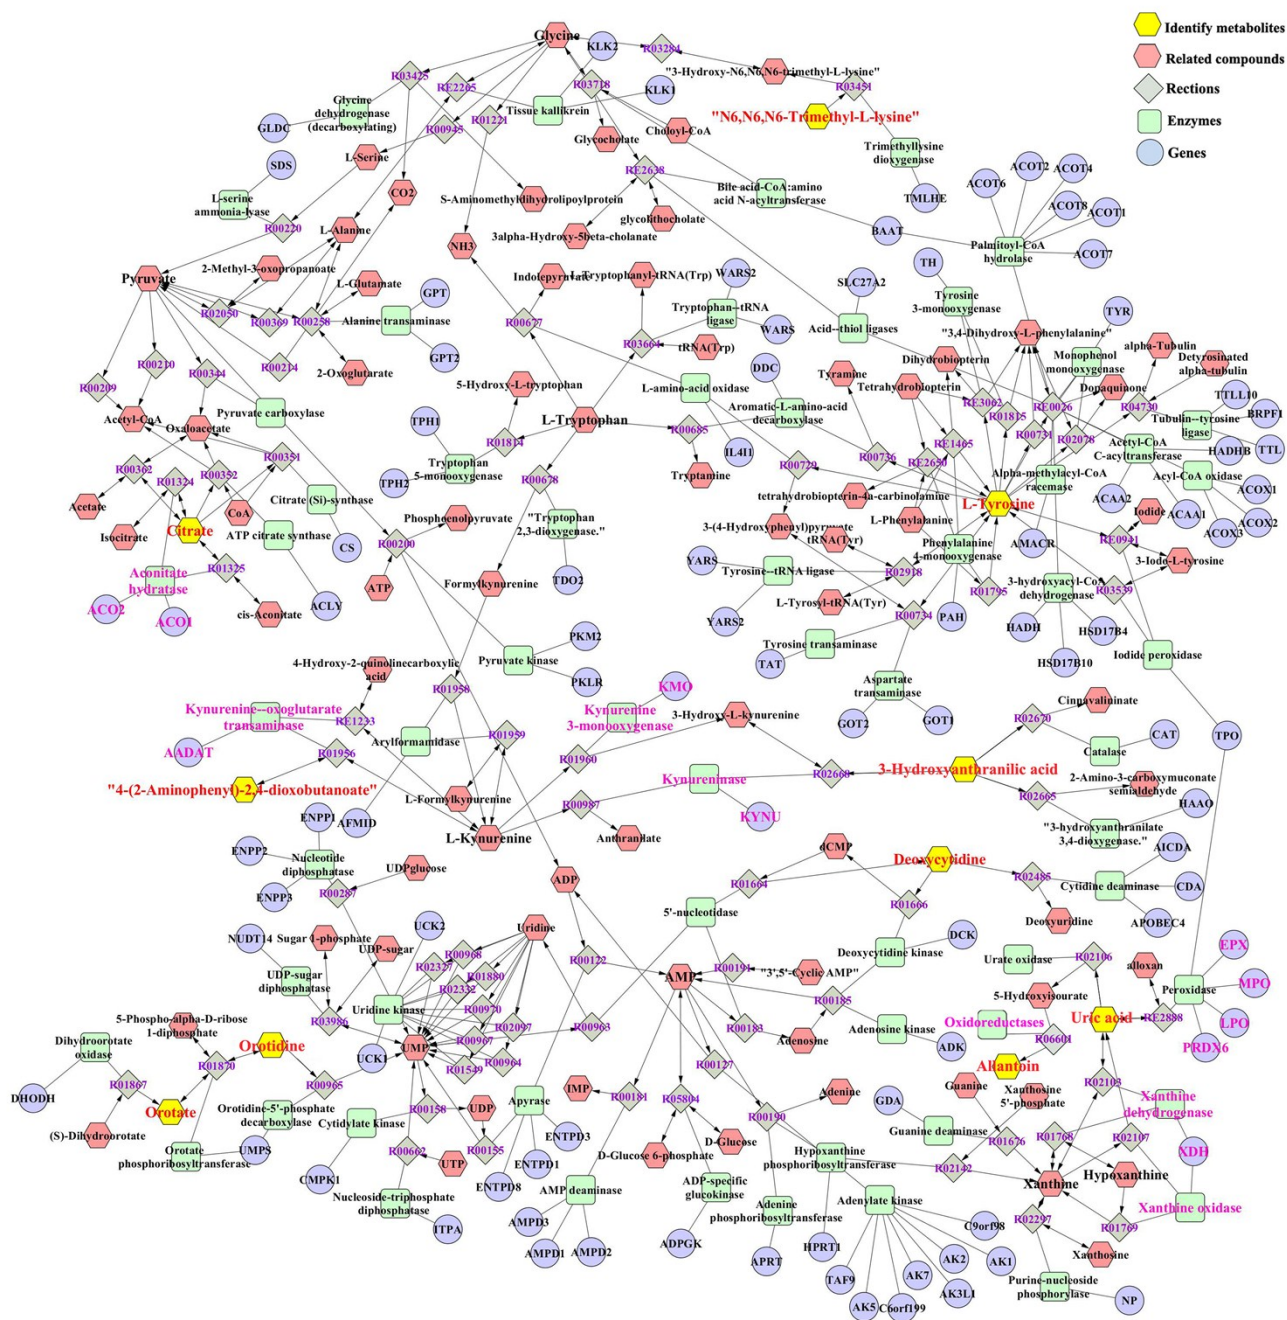 Identify metabolites
Related compounds
Rections
Enzymes
Genes
Glycine
KLK2
R03284
"3-Hydroxy-N6,N6,N6-trimethyl-L-lysine"
R03425
RE2265
R03718
R03451
Glycine
dehydrogenase
(decarboxylating)
Tissue kallikrein
KLK1
"N6,N6,N6-Trimethyl-L-lysine"
GLDC
R00945
R01221
Glycocholate
Choloyl-CoA
Trimethyllysine
dioxygenase
SDS
L-Serine
RE2638
TMLHE
L-serine
ammonia-lyase
CO2
S-Aminomethyldihydrolipoylprotein
glycolithocholate
Bile acid-CoA:amino
acid N-acyltransferase
BAAT
ACOT6
ACOT2
ACOT4
ACOT8
ACOT1
ACOT7
Palmitoyl-CoA
hydrolase
R00220
L-Alanine
NH3
3alpha-Hydroxy-5beta-cholanate
Pyruvate
2-Methyl-3-oxopropanoate
L-Glutamate
Indolepyruvate
L-Tryptophanyl-tRNA(Trp)
WARS2
SLC27A2
TH
R02050
R00369
R00258
Alanine transaminase
GPT
GPT2
R00677
R03664
Tryptophan--tRNA
ligase
WARS
tRNA(Trp)
Acid--thiol ligases
Tyrosine
3-monooxygenase
TYR
"3,4-Dihydroxy-L-phenylalanine"
R00210
R00344
R00214
2-Oxoglutarate
5-Hydroxy-L-tryptophan
L-amino-acid oxidase
DDC
Tyramine
Dihydrobiopterin
Tetrahydrobiopterin
Monophenol
monooxygenase
alpha-Tubulin
Detyrosinated
alpha-tubulin
R00209
Pyruvate carboxylase
Acetyl-CoA
Oxaloacetate
L-Tryptophan
Aromatic-L-amino-acid
decarboxylase
RE3062
R01815
RE0026
Dopaquinone
R04730
TTLL10
BRPF1
Tubulin--tyrosine
ligase
TTL
TPH1
R01814
R00685
IL4I1
R00736
RE1465
R00731
R02078
Acetyl-CoA
C-acyltransferase
HADHB
R00362
R00351
R01324
R00352
TPH2
Tryptophan
5-monooxygenase
R00678
Tryptamine
R00729
RE2650
Alpha-methylacyl-CoA
racemase
Acyl-CoA oxidase
ACOX1
Acetate
Citrate (Si)-synthase
tetrahydrobiopterin-4a-carbinolamine
L-Tyrosine
ACAA2
ACAA1
ACOX2
ACOX3
Isocitrate
Citrate
CoA
ATP citrate synthase
CS
Phosphoenolpyruvate
"Tryptophan
2,3-dioxygenase."
L-Phenylalanine
3-(4-Hydroxyphenyl)pyruvate
tRNA(Tyr)
Phenylalanine
4-monooxygenase
AMACR
Iodide
RE0941
R00200
Aconitate
hydratase
R01325
ATP
Formylkynurenine
TDO2
YARS
Tyrosine--tRNA ligase
R02918
3-Iodo-L-tyrosine
ACO2
ACO1
cis-Aconitate
ACLY
L-Tyrosyl-tRNA(Tyr)
R01795
3-hydroxyacyl-CoA
dehydrogenase
R03539
YARS2
R00734
PAH
HADH
HSD17B4
Tyrosine transaminase
HSD17B10
Iodide peroxidase
PKM2
Pyruvate kinase
PKLR
TAT
Aspartate
transaminase
4-Hydroxy-2-quinolinecarboxylic
acid
R01958
KMO
GOT2
GOT1
Kynurenine--oxoglutarate
transaminase
RE1233
Kynurenine
3-monooxygenase
3-Hydroxy-L-kynurenine
Cinnavalininate
R02670
CAT
TPO
AADAT
R01956
Arylformamidase
R01959
R01960
Catalase
"4-(2-Aminophenyl)-2,4-dioxobutanoate"
Kynureninase
R02668
3-Hydroxyanthranilic acid
2-Amino-3-carboxymuconate
semialdehyde
L-Formylkynurenine
R00987
KYNU
R02665
HAAO
ENPP1
AFMID
L-Kynurenine
Anthranilate
"3-hydroxyanthranilate
3,4-dioxygenase."
ENPP2
Nucleotide
diphosphatase
dCMP
Deoxycytidine
AICDA
ENPP3
UDPglucose
ADP
R01664
R02485
Cytidine deaminase
CDA
R00287
5'-nucleotidase
R01666
APOBEC4
Deoxyuridine
NUDT14
Sugar 1-phosphate
UDP-sugar
UCK2
Uridine
DCK
Deoxycytidine kinase
Urate oxidase
R02106
EPX
R00968
R02327
R01880
R00122
AMP
R00191
"3',5'-Cyclic AMP"
alloxan
UDP-sugar
diphosphatase
R02332
R00970
R00185
5-Hydroxyisourate
Peroxidase
MPO
5-Phospho-alpha-D-ribose
1-diphosphate
R03986
Uridine kinase
R02097
R00963
R00183
Oxidoreductases
Uric acid
RE2888
LPO
Dihydroorotate
oxidase
Orotidine
UCK1
UMP
R00967
R00964
Adenosine
Adenosine kinase
ADK
R06601
PRDX6
R01549
R00127
Allantoin
R01870
R01867
R00965
IMP
R00181
R05804
R00190
Adenine
Guanine
Xanthosine
5'-phosphate
R02103
Xanthine
dehydrogenase
DHODH
Orotate
Orotidine-5'-phosphate
decarboxylase
R00158
UDP
Apyrase
GDA
Cytidylate kinase
ENTPD3
D-Glucose
Guanine deaminase
R01676
R01768
R02107
(S)-Dihydroorotate
UMPS
R00662
R00155
ENTPD1
D-Glucose 6-phosphate
Hypoxanthine
phosphoribosyltransferase
R02142
XDH
Orotate
phosphoribosyltransferase
UTP
ENTPD8
AMP deaminase
Xanthine
Hypoxanthine
CMPK1
Nucleoside-triphosphate
diphosphatase
ADP-specific
glucokinase
Adenine
phosphoribosyltransferase
Adenylate kinase
Xanthine oxidase
C9orf98
R02297
R01769
ITPA
AMPD3
AMPD1
AMPD2
ADPGK
APRT
HPRT1
TAF9
AK5
C6orf199
AK7
AK2
AK3L1
AK1
Xanthosine
Purine-nucleoside
phosphorylase
NP